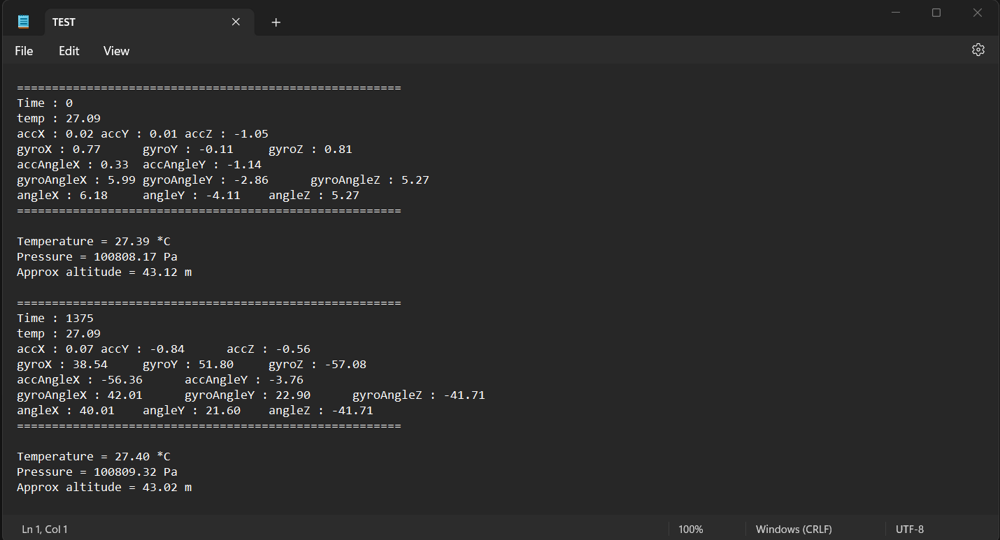 TEST
File Edit View
=======================================================
Time : 0
temp : 27.09
accX : 0.02 accY : 0.01 accZ : -1.05
gyroX : 0.77 gyroY : -0.11 gyroZ : 0.81
accAngleX : 0.33 accAngleY : -1.14
gyroAngleX : 5.99 gyroAngleY : -2.86 gyroAngleZ : 5.27
angleX : 6.18 angleY : -4.11 angleZ : 5.27
=======================================================
Temperature = 27.39 *C
Pressure = 100808.17 Pa
Approx altitude = 43.12 m
=======================================================
Time : 1375
temp : 27.09
accX : 0.07 accY : -0.84 accZ : -0.56
gyroX : 38.54 gyroY : 51.80 gyroZ : -57.08
accAngleX : -56.36 accAngleY : -3.76
gyroAngleX : 42.01 gyroAngleY : 22.90 gyroAngleZ : -41.71
angleX : 40.01 angleY : 21.60 angleZ : -41.71
=======================================================
Temperature = 27.40 *C
Pressure = 100809.32 Pa
Approx altitude = 43.02 m
Ln 1, Col 1 100% Windows (CRLF) UTF-8